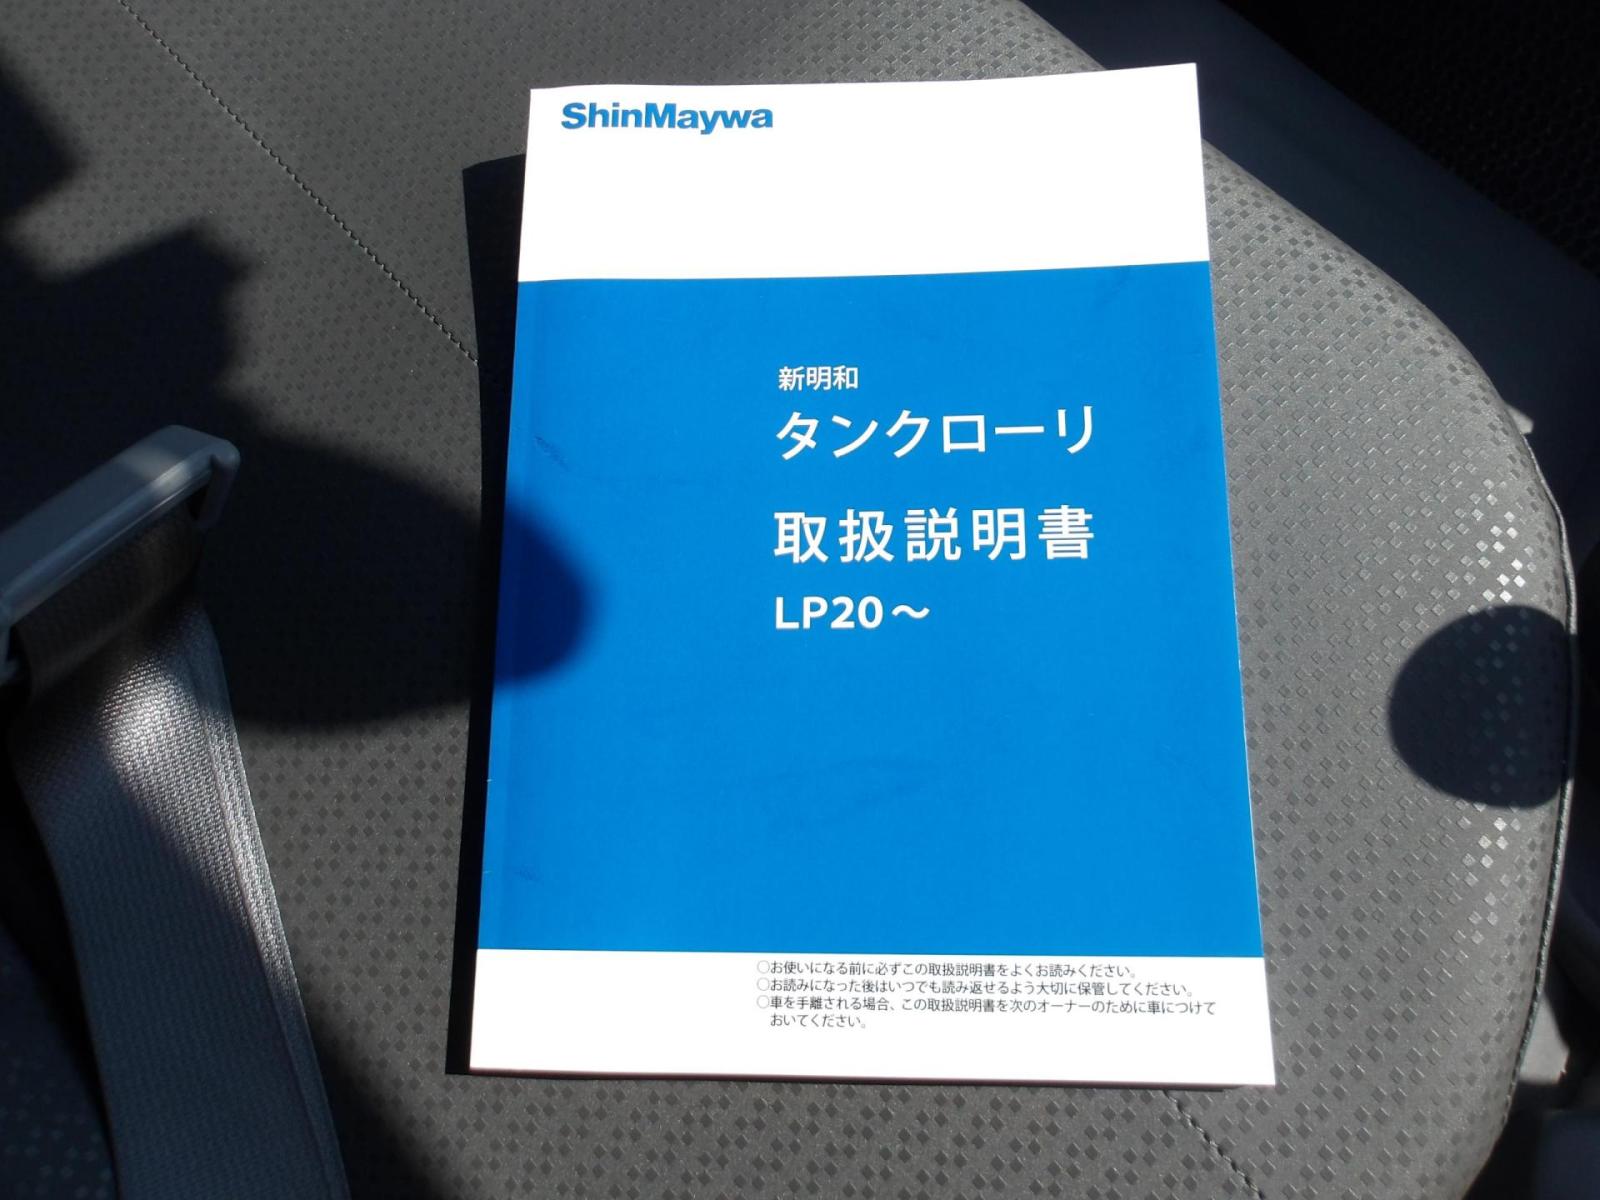 ShinMaywa
新明和
タンクローリ
取扱説明書
LP20～
○お使いになる前に必ずこの取扱説明書をよくお読みください。
○お読みになった後はいつでも読み返せるよう大切に保管してください。
○車を手離される場合、この取扱説明書を次のオーナーのために車につけて
おいてください。